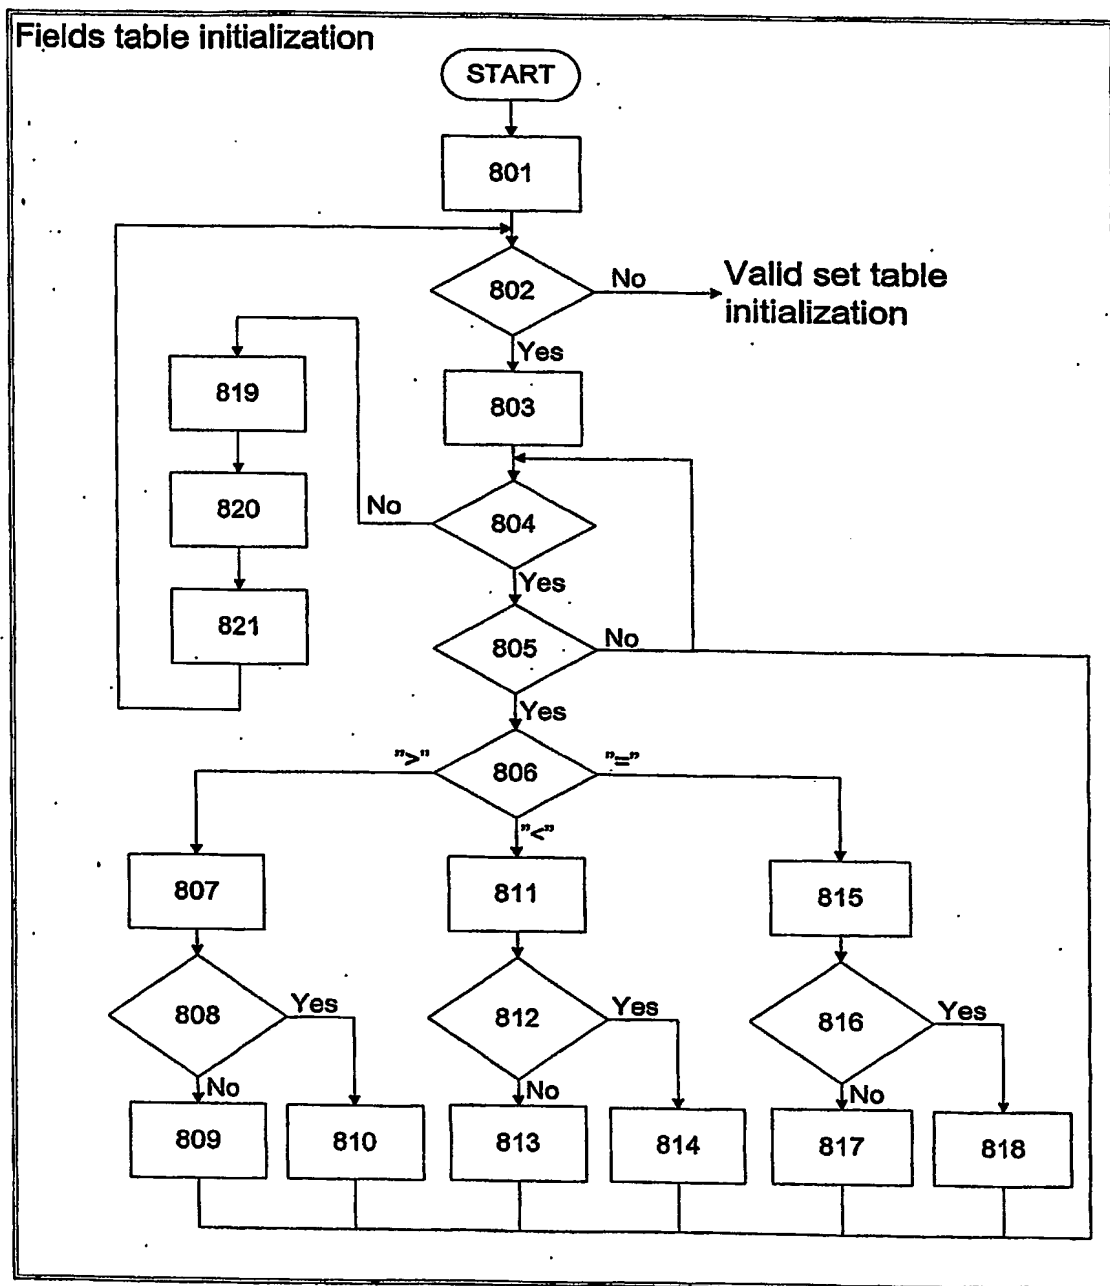 Fields table initialization
START
801
802
No
Valid set table
initialization
Yes
819
803
820
No
804
Yes
821
805
No
Yes
">"
806
"="
"<"
807
811
815
808
Yes
812
Yes
816
Yes
No
No
No
809
810
813
814
817
818